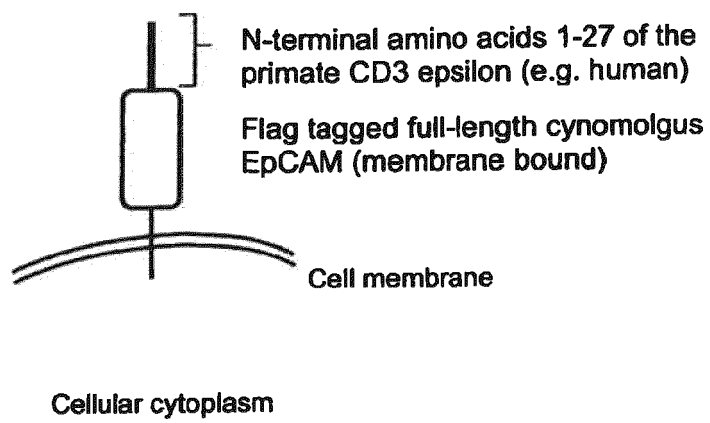 N-terminal amino acids 1-27 of the
primate CD3 epsilon (e.g. human)
Flag tagged full-length cynomolgus
EpCAM (membrane bound)
Cell membrane
Cellular cytoplasm